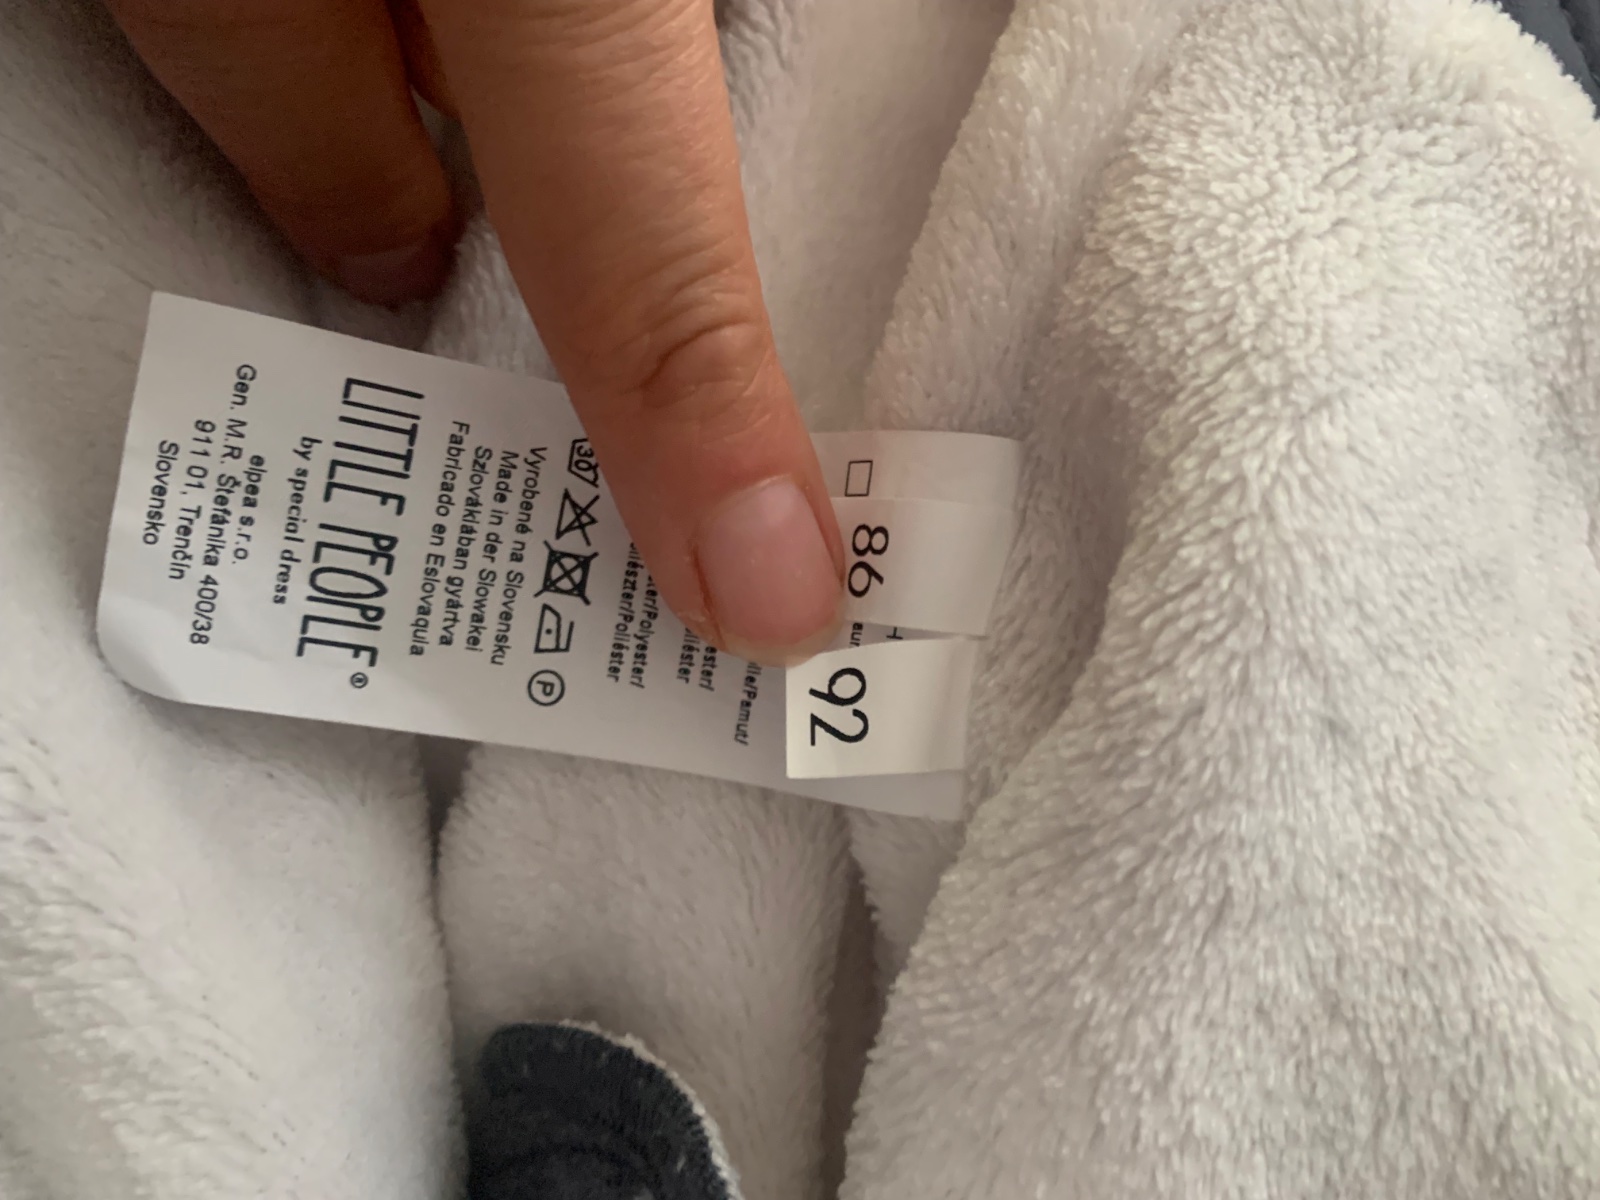 86
92
Vyrobené na Slovensku
Made in der Slowakei
Szlovákiában gyártva
Fabricado en Eslovaquia
LITTLE PEOPLE®
by special dress
elpea s.r.o.
Gen. M.R. Štefánika 400/38
911 01, Trenčín
Slovensko
30
P